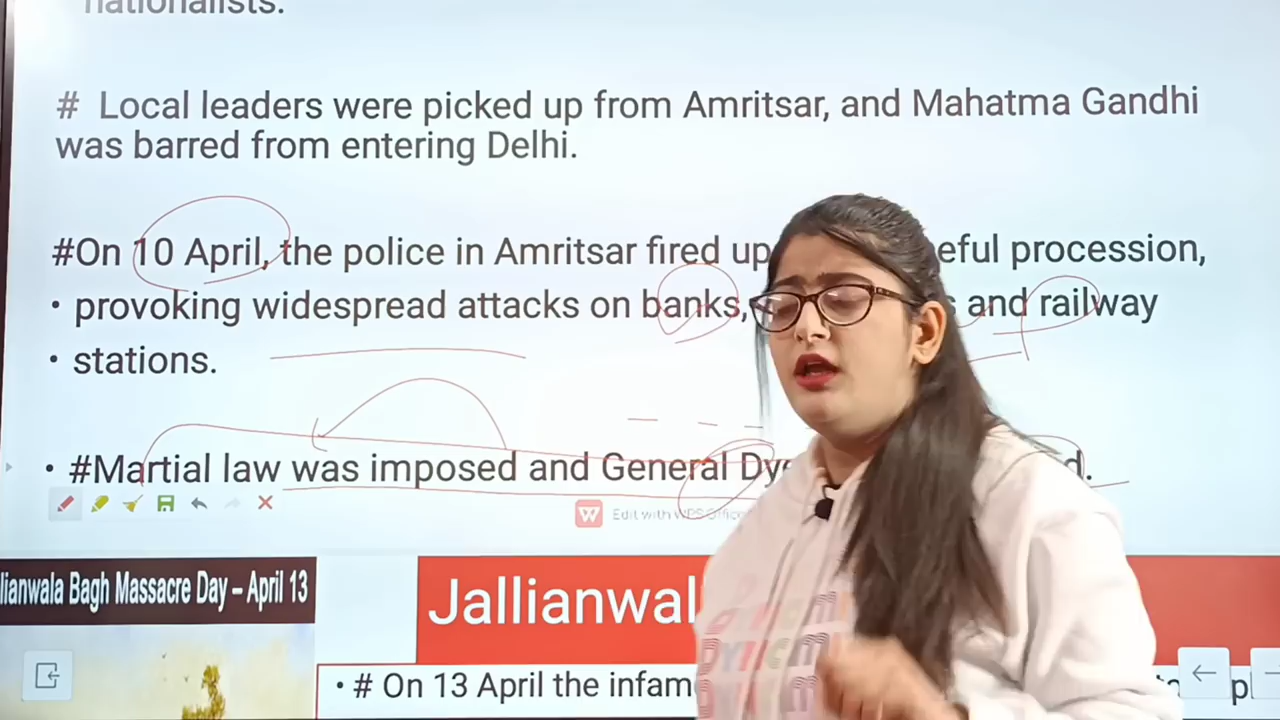 nationalists.
# Local leaders were picked up from Amritsar, and Mahatma Gandhi
was barred from entering Delhi.
#On 10 April, the police in Amritsar fired up eful procession,
• provoking widespread attacks on banks, and railway
• stations.
• #Martial law was imposed and General Dy d.
Edit with WPS Office
lianwala Bagh Massacre Day – April 13
Jallianwal
• # On 13 April the infam